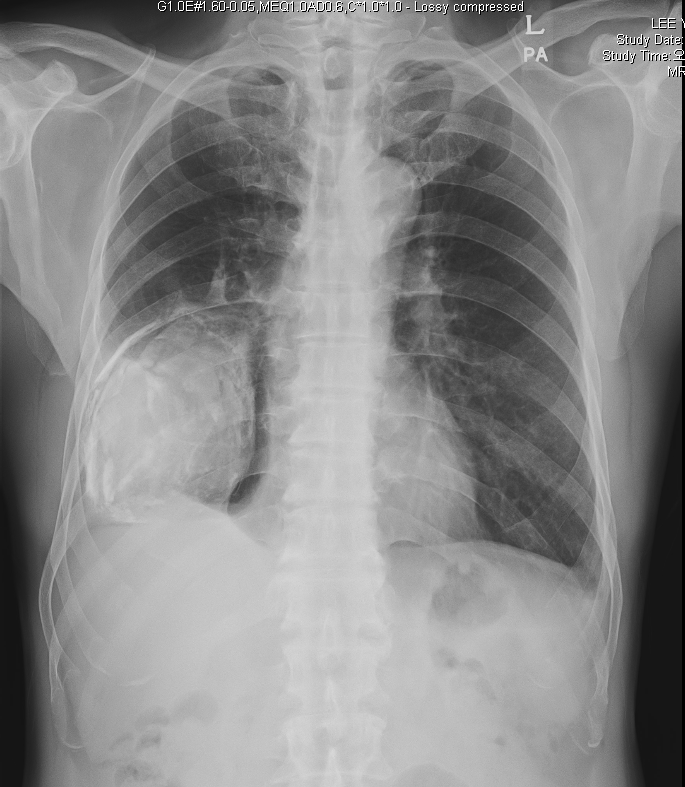 G1.0E#1.60-0.05,MEQ1.0AD0.6,C*1.0*1.0 - Lossy compressed
L
LEE
Study Date:
PA
Study Time:
MR